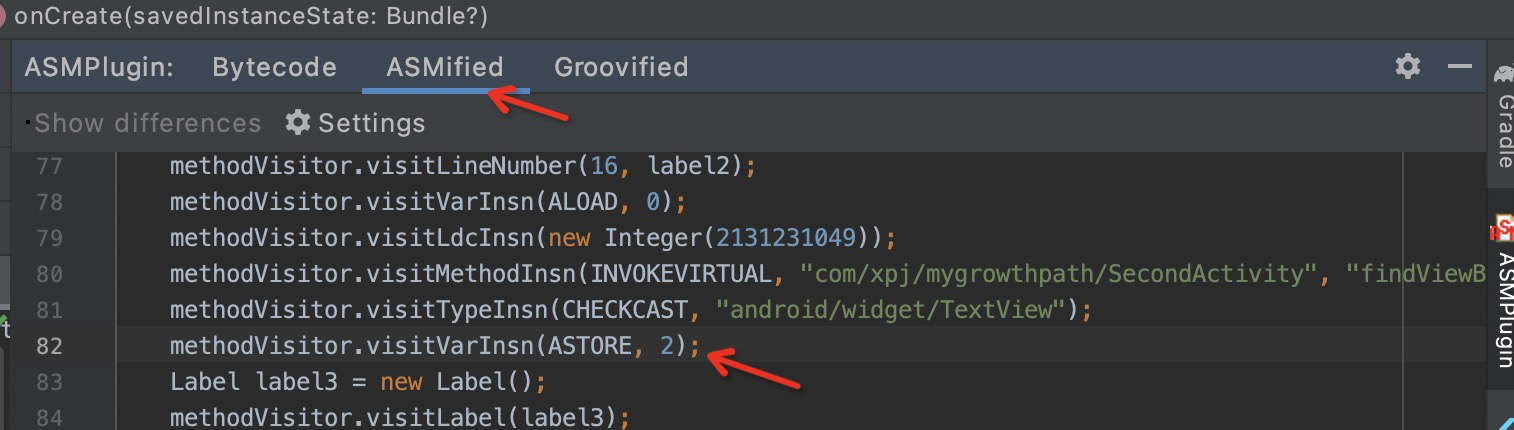 onCreate(savedInstanceState: Bundle?)
ASMPlugin: Bytecode ASMified Groovified
Show differences Settings
77 methodVisitor.visitLineNumber(16, label2);
78 methodVisitor.visitVarInsn(ALOAD, 0);
79 methodVisitor.visitLdcInsn(new Integer(2131231049));
80 methodVisitor.visitMethodInsn(INVOKEVIRTUAL, "com/xpj/mygrowthpath/SecondActivity", "findViewB
81 methodVisitor.visitTypeInsn(CHECKCAST, "android/widget/TextView");
82 methodVisitor.visitVarInsn(ASTORE, 2);
83 Label label3 = new Label();
84 methodVisitor.visitLabel(label3);
Gradle
ASMPlugin